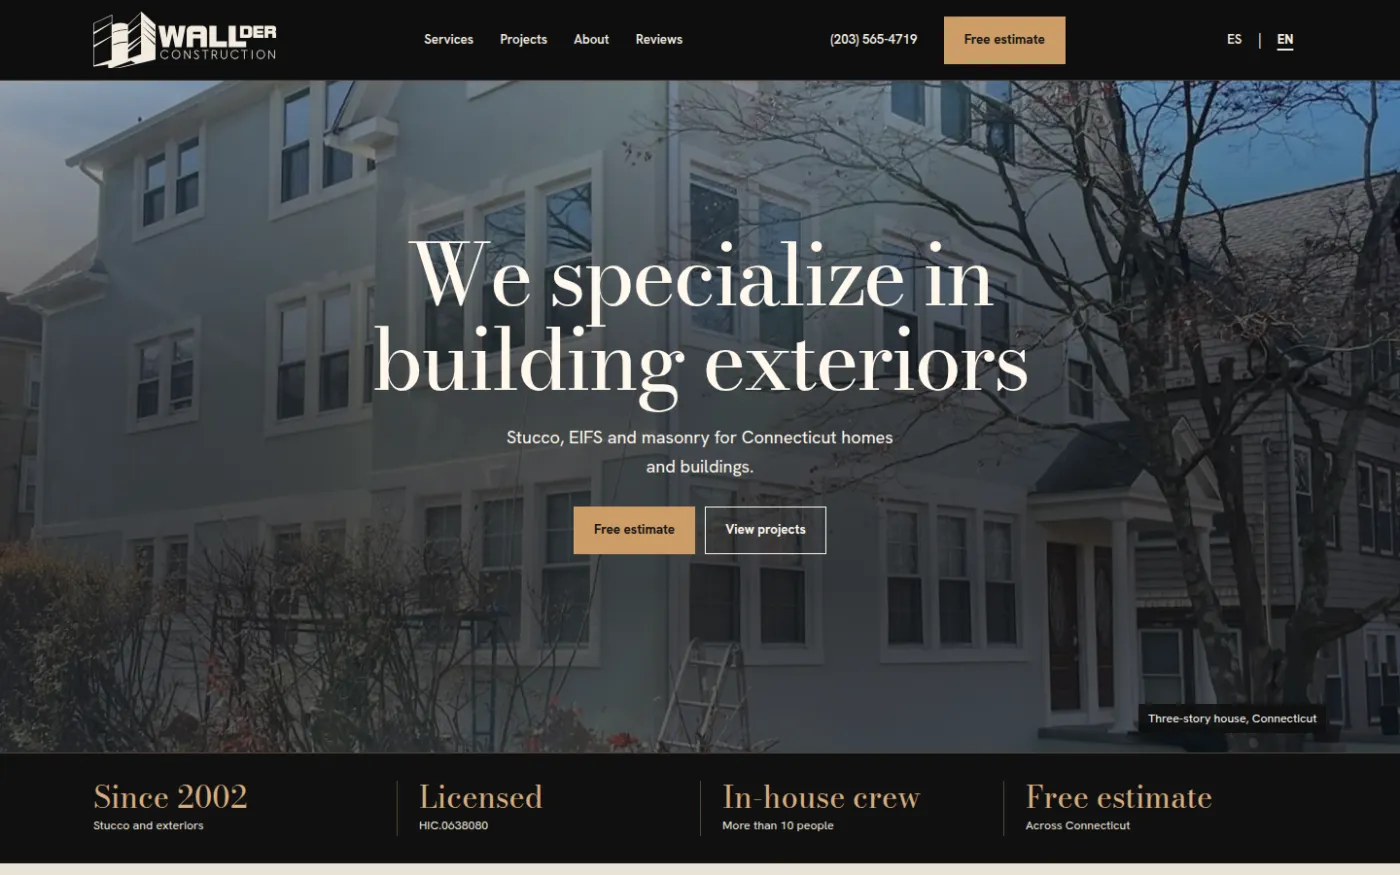 WALLDER
CONSTRUCTION
Services
Projects
About
Reviews
(203) 565-4719
Free estimate
ES | EN
We specialize in
building exteriors
Stucco, EIFS and masonry for Connecticut homes
and buildings.
Free estimate
View projects
Three-story house, Connecticut
Since 2002
Stucco and exteriors
Licensed
HIC.0638080
In-house crew
More than 10 people
Free estimate
Across Connecticut